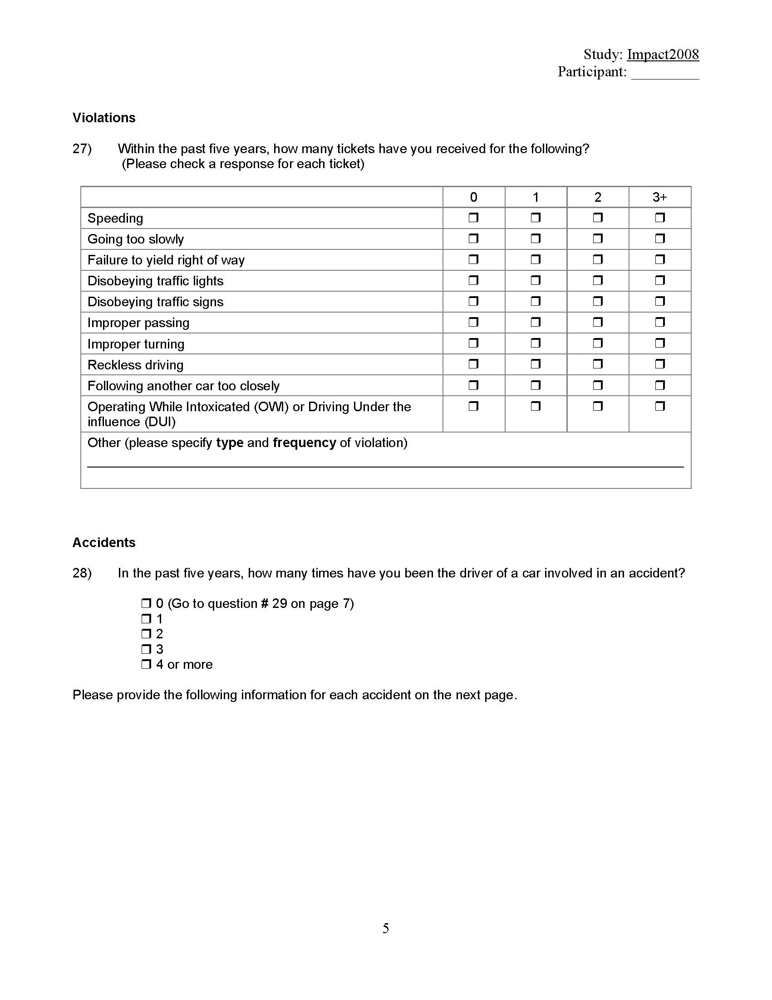 Study: Impact2008
Participant: _________
Violations
27) Within the past five years, how many tickets have you received for the following?
(Please check a response for each ticket)
0 1 2 3+
Speeding ❒ ❒ ❒ ❒
Going too slowly ❒ ❒ ❒ ❒
Failure to yield right of way ❒ ❒ ❒ ❒
Disobeying traffic lights ❒ ❒ ❒ ❒
Disobeying traffic signs ❒ ❒ ❒ ❒
Improper passing ❒ ❒ ❒ ❒
Improper turning ❒ ❒ ❒ ❒
Reckless driving ❒ ❒ ❒ ❒
Following another car too closely ❒ ❒ ❒ ❒
Operating While Intoxicated (OWI) or Driving Under the ❒ ❒ ❒ ❒
influence (DUI)
Other (please specify type and frequency of violation)
Accidents
28) In the past five years, how many times have you been the driver of a car involved in an accident?
❒ 0 (Go to question # 29 on page 7)
❒ 1
❒ 2
❒ 3
❒ 4 or more
Please provide the following information for each accident on the next page.
5